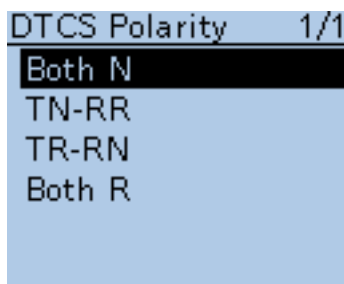 DTCS Polarity 1/1
Both N
TN-RR
TR-RN
Both R